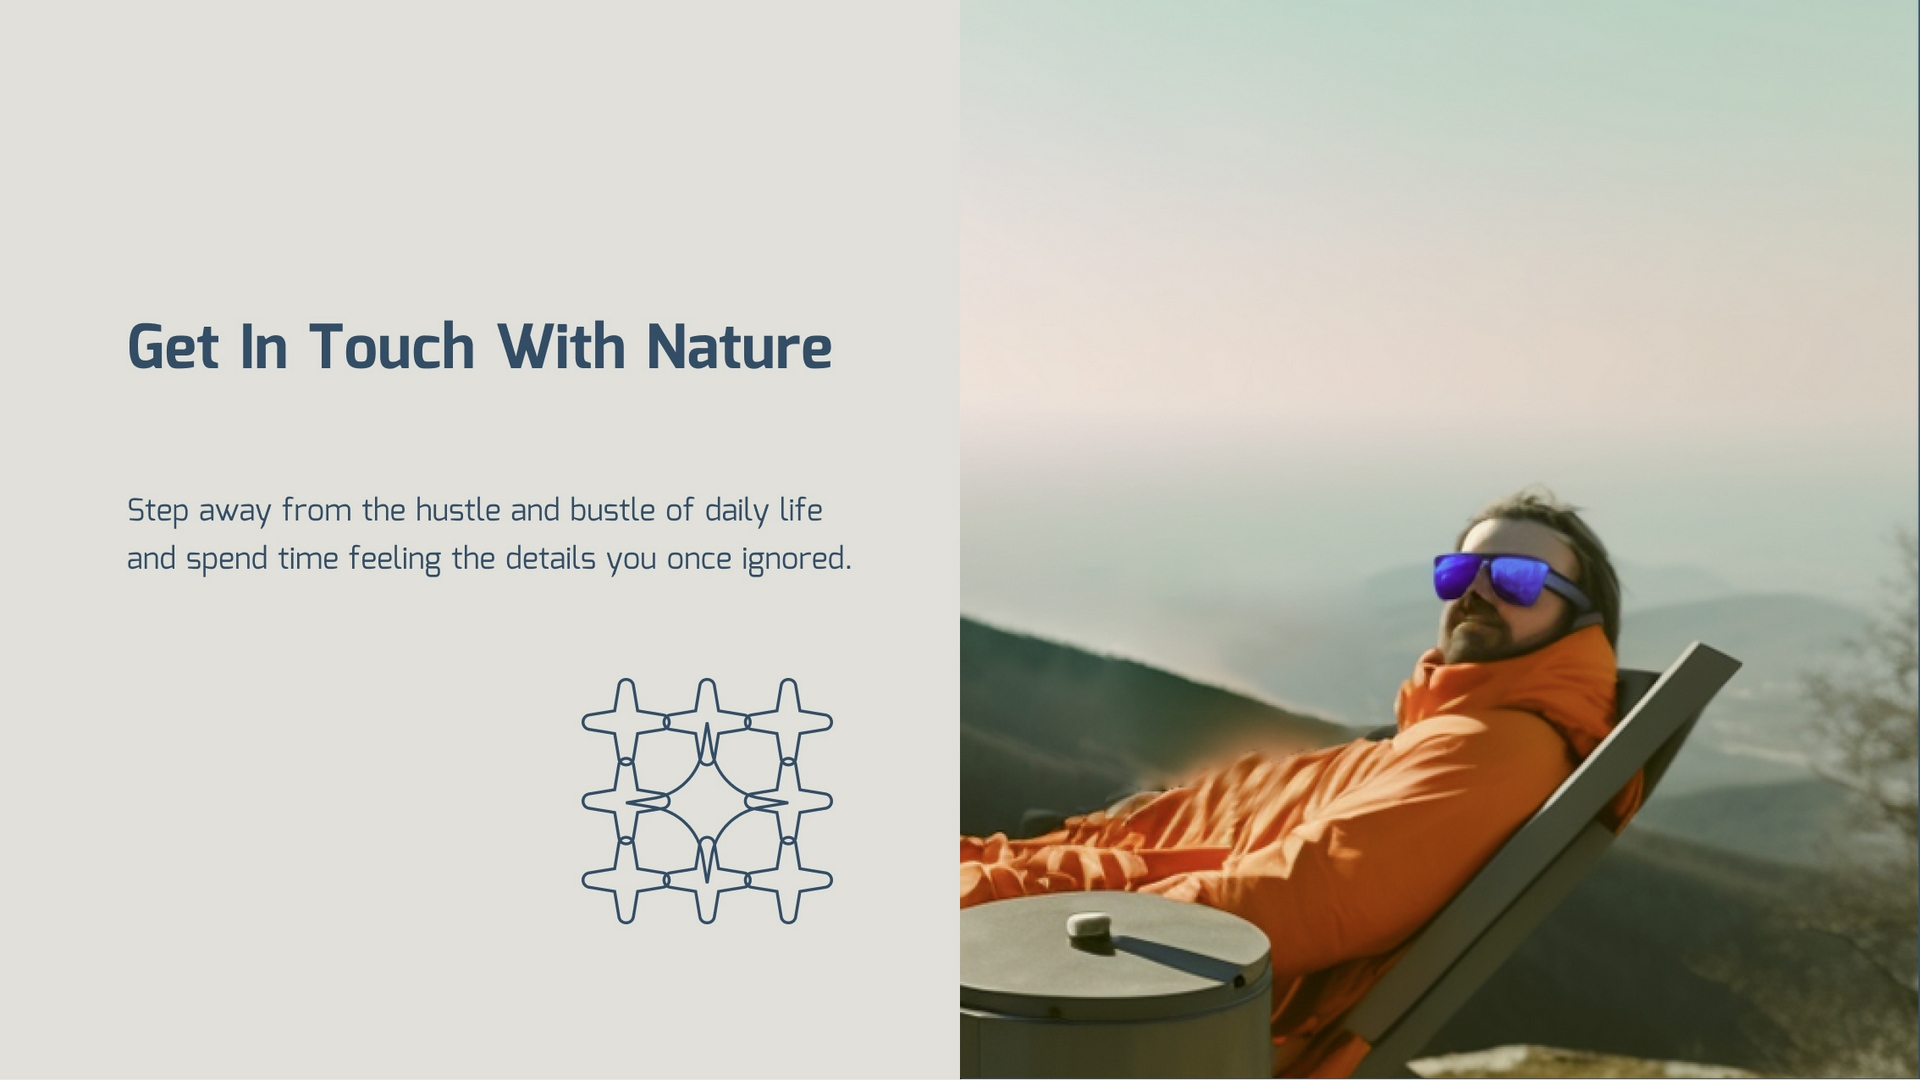 Get In Touch With Nature
Step away from the hustle and bustle of daily life
and spend time feeling the details you once ignored.